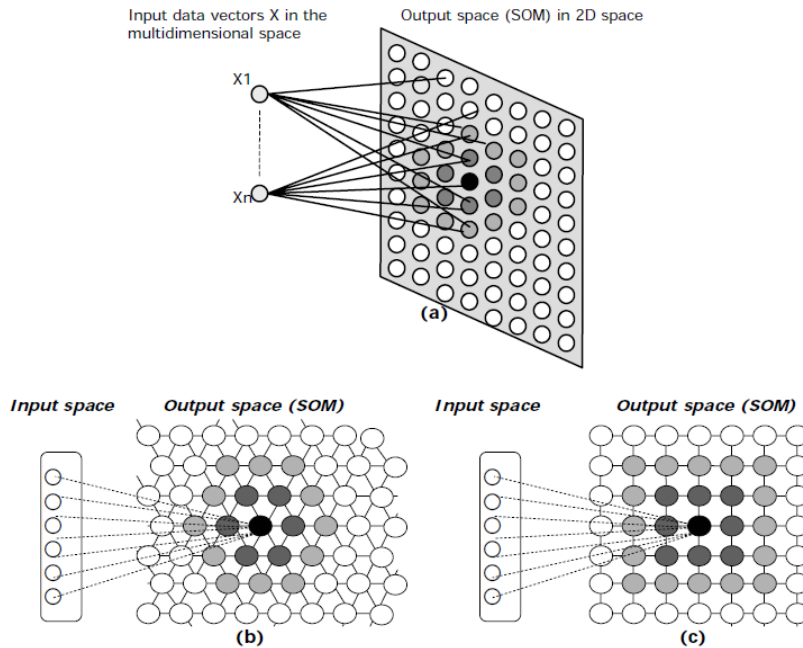 Input data vectors X in the
multidimensional space
Output space (SOM) in 2D space
X1
Xn
(a)
Input space
Output space (SOM)
Input space
Output space (SOM)
(b)
(c)